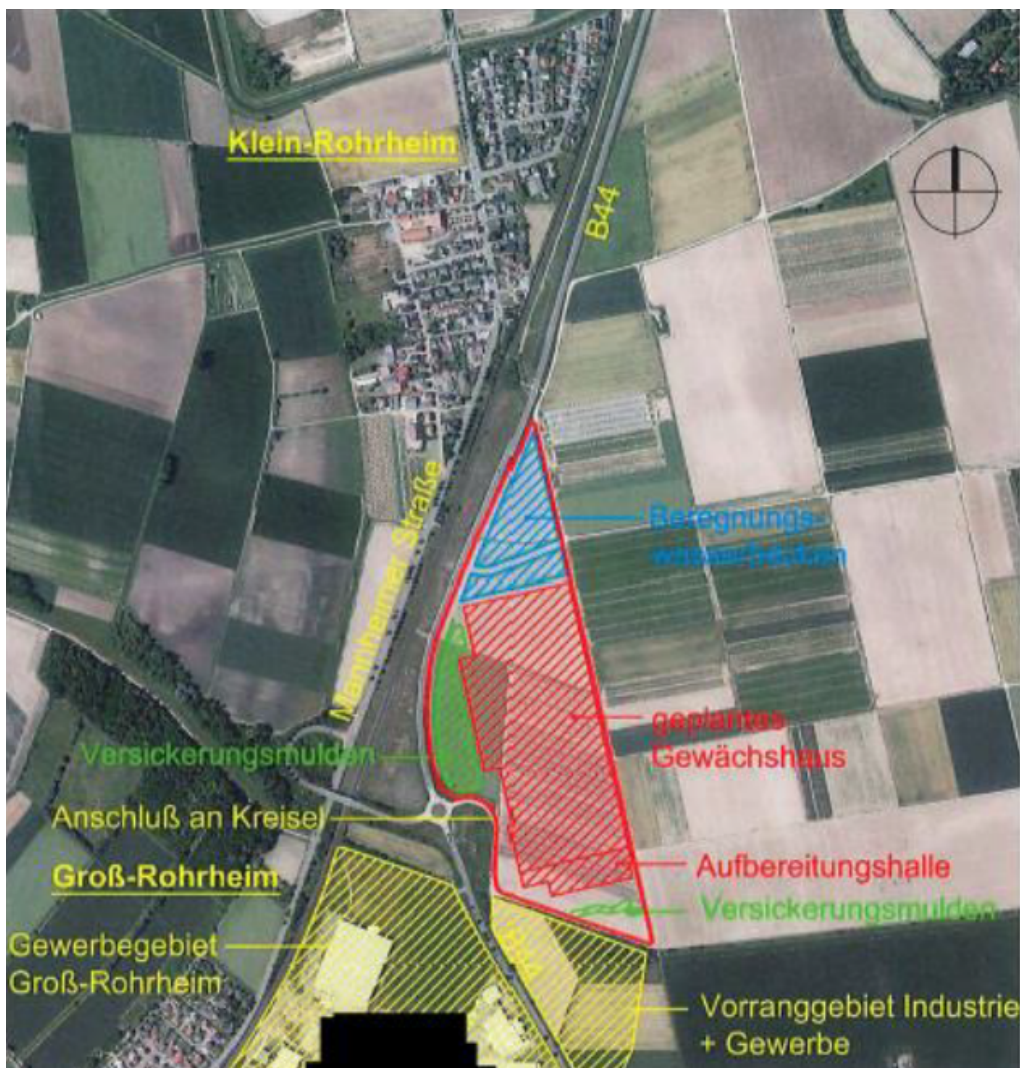 Klein-Rohrheim
B44
Beregnungs-
wasserbecken
Mannheimer Straße
geplantes
Gewächshaus
Versickerungsmulden
Anschluß an Kreisel
Aufbereitungshalle
Groß-Rohrheim
Versickerungsmulden
Gewerbegebiet
Groß-Rohrheim
B44
Vorranggebiet Industrie
+ Gewerbe